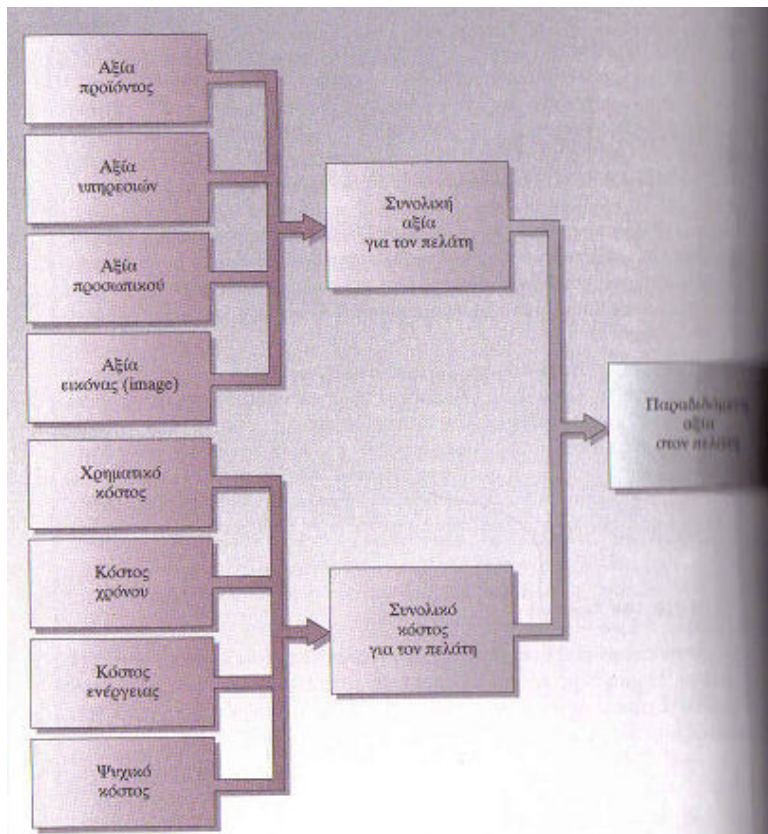 Αξία
προϊόντος
Αξία
υπηρεσιών
Αξία
προσωπικού
Αξία
εικόνας (image)
Χρηματικό
κόστος
Κόστος
χρόνου
Κόστος
ενέργειας
Ψυχικό
κόστος
Συνολική
αξία
για τον πελάτη
Συνολικό
κόστος
για τον πελάτη
Παραδιδόμενη
αξία
στον πελάτη